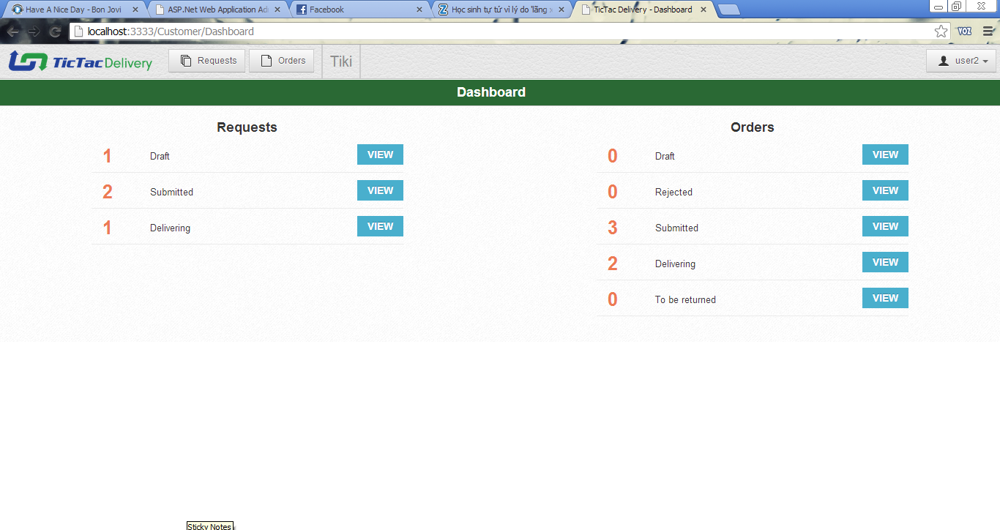 Have A Nice Day - Bon Jovi
ASP.Net Web Application Ad
Facebook
Học sinh tự tử vì lý do 'lãng
TicTac Delivery - Dashboard
localhost:3333/Customer/Dashboard
VOZ
TicTacDelivery
Requests
Orders
Tiki
user2
Dashboard
Requests
1 Draft VIEW
2 Submitted VIEW
1 Delivering VIEW
Orders
0 Draft VIEW
0 Rejected VIEW
3 Submitted VIEW
2 Delivering VIEW
0 To be returned VIEW
Sticky Notes